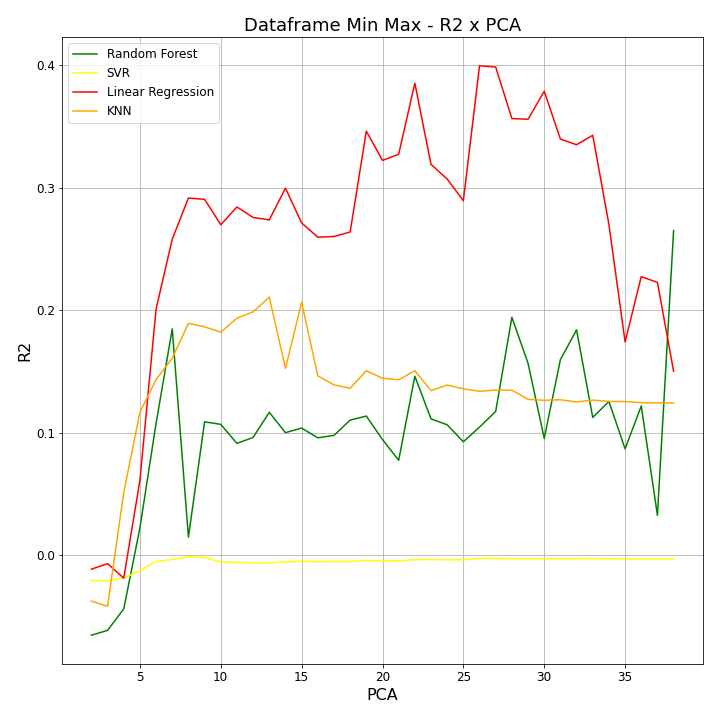 Dataframe Min Max - R2 x PCA
Random Forest
SVR
Linear Regression
KNN
0.4
0.3
0.2
0.1
0.0
R2
5 10 15 20 25 30 35
PCA